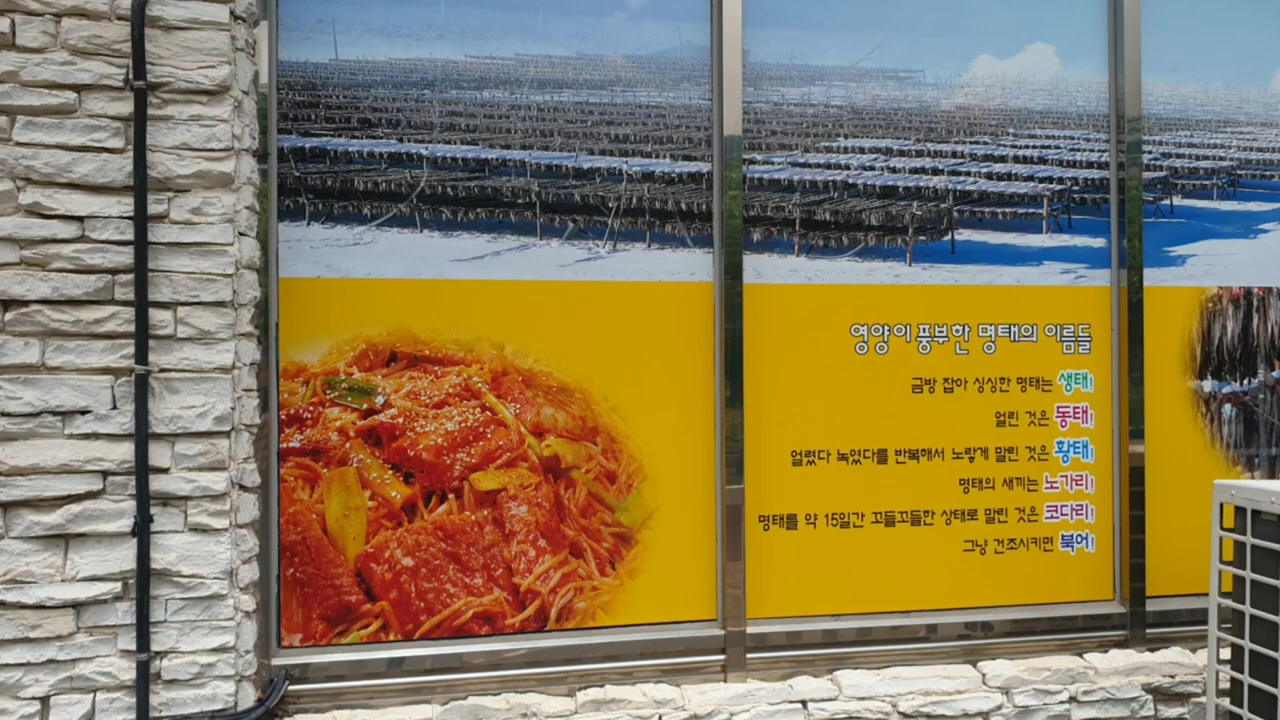 영양이 풍부한 명태의 이름들
금방 잡아 싱싱한 명태는 생태!
얼린 것은 동태!
얼렸다 녹였다를 반복해서 노랗게 말린 것은 황태!
명태의 새끼는 노가리!
명태를 약 15일간 꼬들꼬들한 상태로 말린 것은 코다리!
그냥 건조시키면 북어!